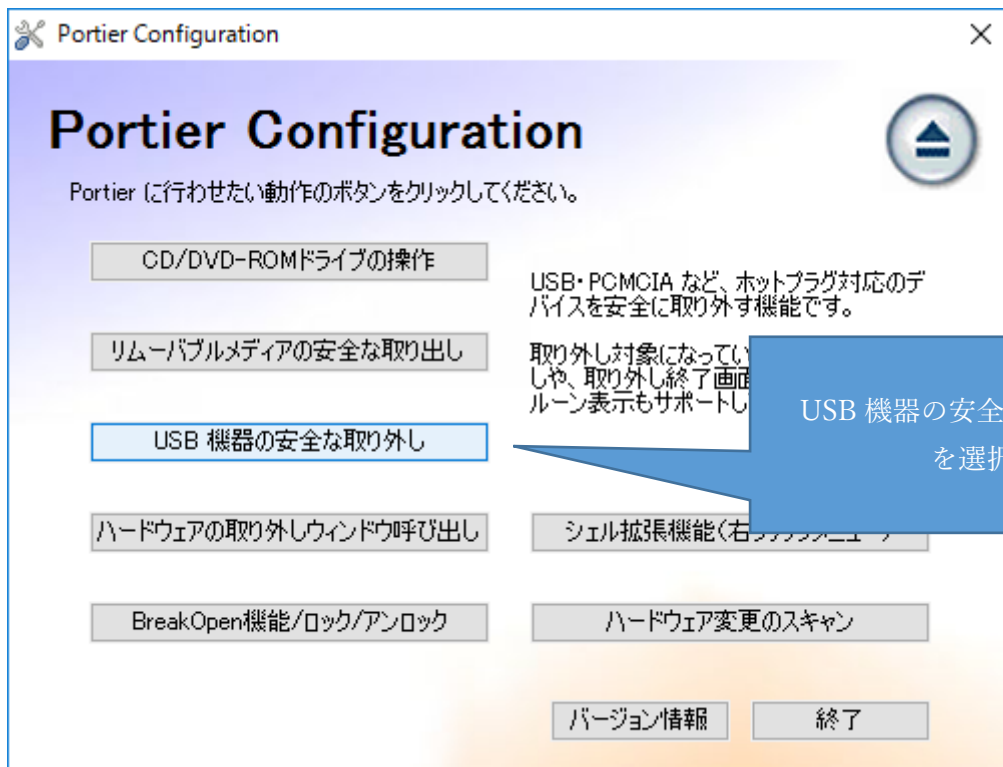 Portier Configuration
Portier Configuration
Portier に行わせたい動作のボタンをクリックしてください。
CD/DVD-ROMドライブの操作
リムーバブルメディアの安全な取り出し
USB 機器の安全な取り外し
ハードウェアの取り外しウィンドウ呼び出し
BreakOpen機能/ロック/アンロック
USB・PCMCIA など、ホットプラグ対応のデ
バイスを安全に取り外す機能です。
取り外し対象になってい
しや、取り外し終了画面
ルーン表示もサポートし
USB 機器の安全
を選択
シェル拡張機能(右
ハードウェア変更のスキャン
バージョン情報
終了